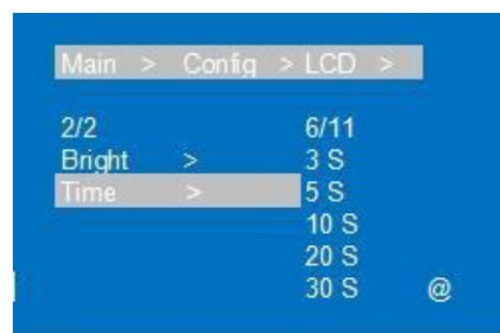 Main > Config > LCD >
2/2 6/11
Bright > 3 S
Time > 5 S
10 S
20 S
30 S @